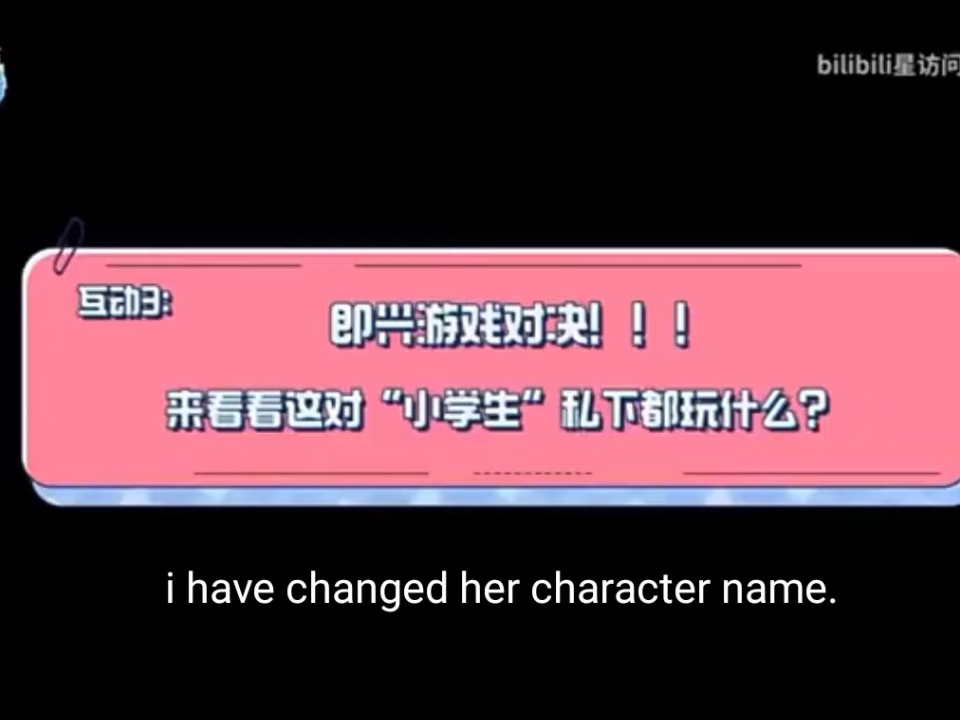 bilibili星访问
互动3:
即兴游戏对决！！！
来看看这对“小学生“私下都玩什么？
i have changed her character name.